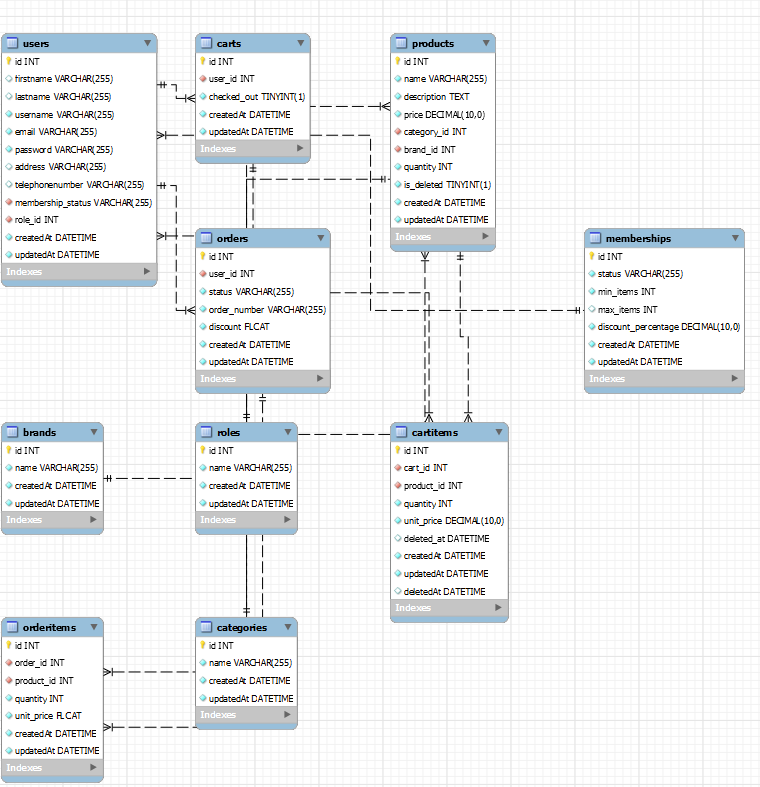 users
id INT
firstname VARCHAR(255)
lastname VARCHAR(255)
username VARCHAR(255)
email VARCHAR(255)
password VARCHAR(255)
address VARCHAR(255)
telephonenumber VARCHAR(255)
membership_status VARCHAR(255)
role_id INT
createdAt DATETIME
updatedAt DATETIME
Indexes
carts
id INT
user_id INT
checked_out TINYINT(1)
createdAt DATETIME
updatedAt DATETIME
Indexes
products
id INT
name VARCHAR(255)
description TEXT
price DECIMAL(10,0)
category_id INT
brand_id INT
quantity INT
is_deleted TINYINT(1)
createdAt DATETIME
updatedAt DATETIME
Indexes
orders
id INT
user_id INT
status VARCHAR(255)
order_number VARCHAR(255)
discount FLOAT
createdAt DATETIME
updatedAt DATETIME
Indexes
memberships
id INT
status VARCHAR(255)
min_items INT
max_items INT
discount_percentage DECIMAL(10,0)
createdAt DATETIME
updatedAt DATETIME
Indexes
brands
id INT
name VARCHAR(255)
createdAt DATETIME
updatedAt DATETIME
Indexes
roles
id INT
name VARCHAR(255)
createdAt DATETIME
updatedAt DATETIME
Indexes
cartitems
id INT
cart_id INT
product_id INT
quantity INT
unit_price DECIMAL(10,0)
deleted_at DATETIME
createdAt DATETIME
updatedAt DATETIME
deletedAt DATETIME
Indexes
orderitems
id INT
order_id INT
product_id INT
quantity INT
unit_price FLOAT
createdAt DATETIME
updatedAt DATETIME
Indexes
categories
id INT
name VARCHAR(255)
createdAt DATETIME
updatedAt DATETIME
Indexes